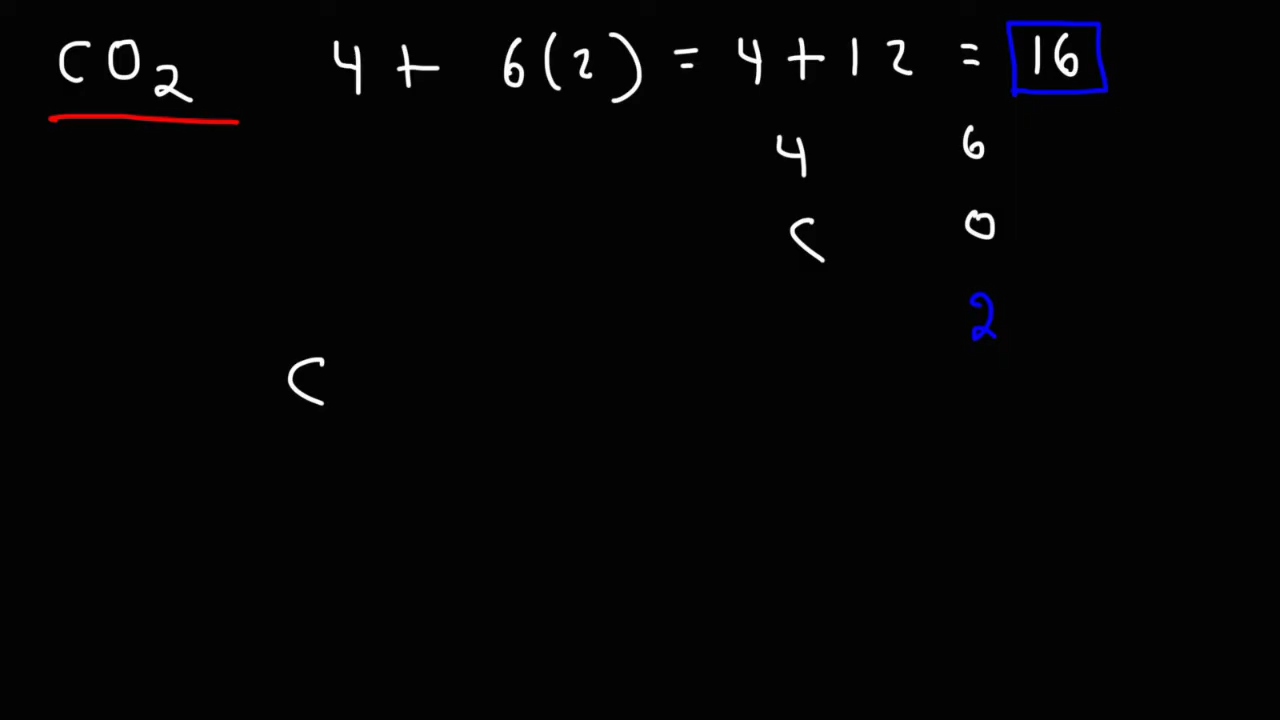 CO₂ 4 + 6(2) = 4 + 12 = 16
4 6
C O
2
C